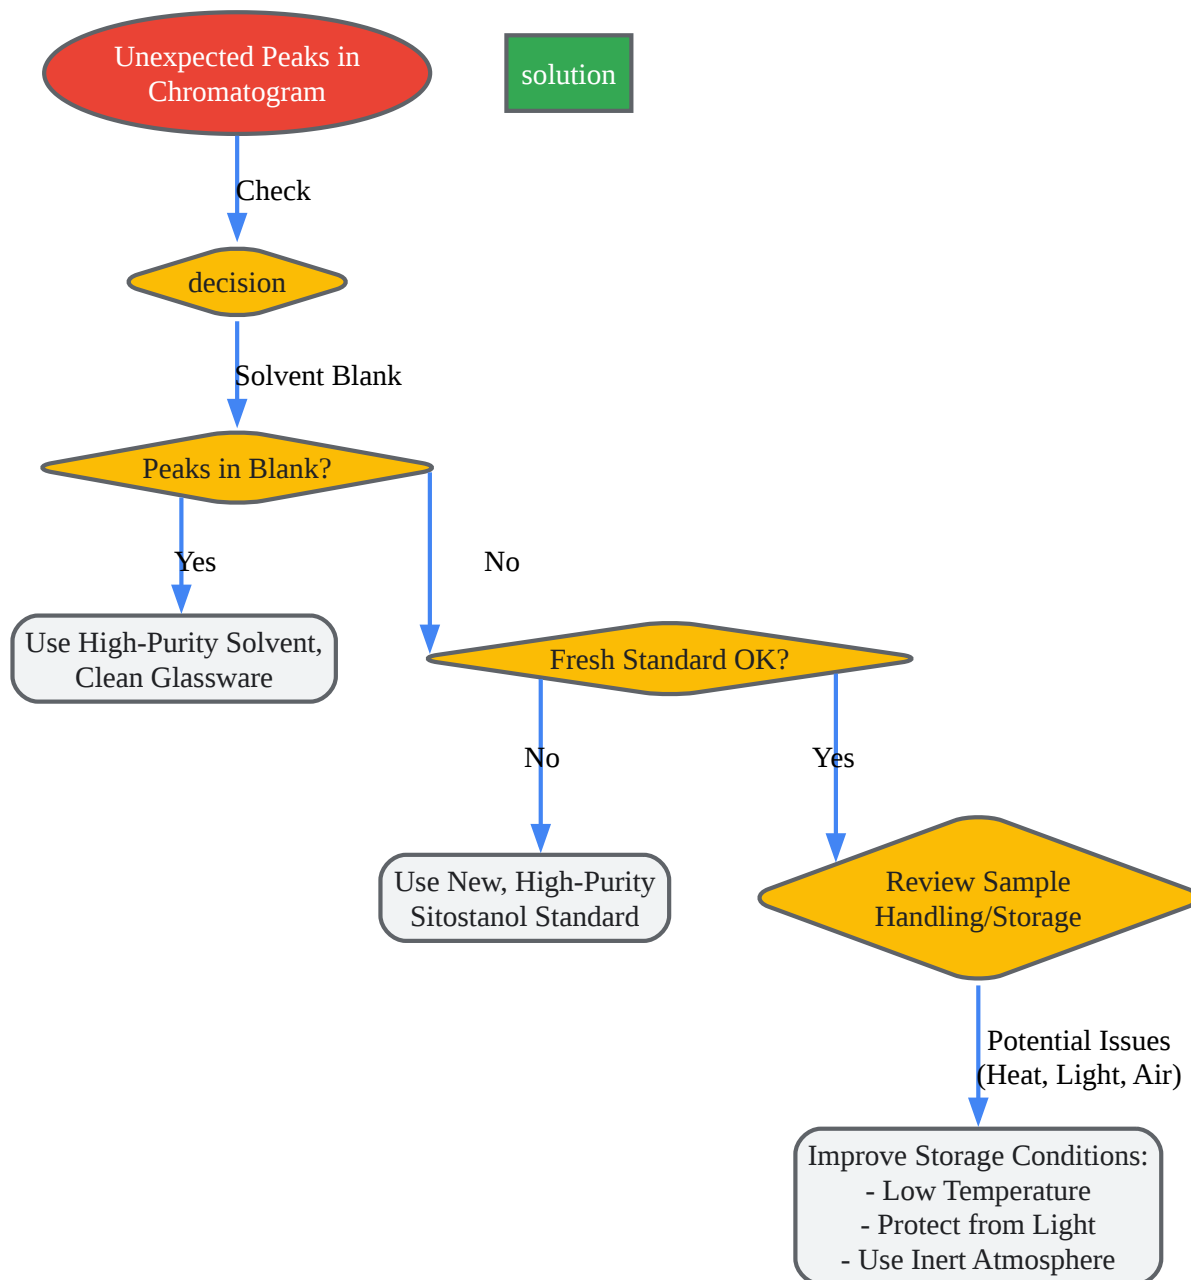 Unexpected Peaks in
Chromatogram
solution
Check
decision
Solvent Blank
Peaks in Blank?
Yes
No
Use High-Purity Solvent,
Clean Glassware
Fresh Standard OK?
No
Yes
Use New, High-Purity
Sitostanol Standard
Review Sample
Handling/Storage
Potential Issues
(Heat, Light, Air)
Improve Storage Conditions:
- Low Temperature
- Protect from Light
- Use Inert Atmosphere